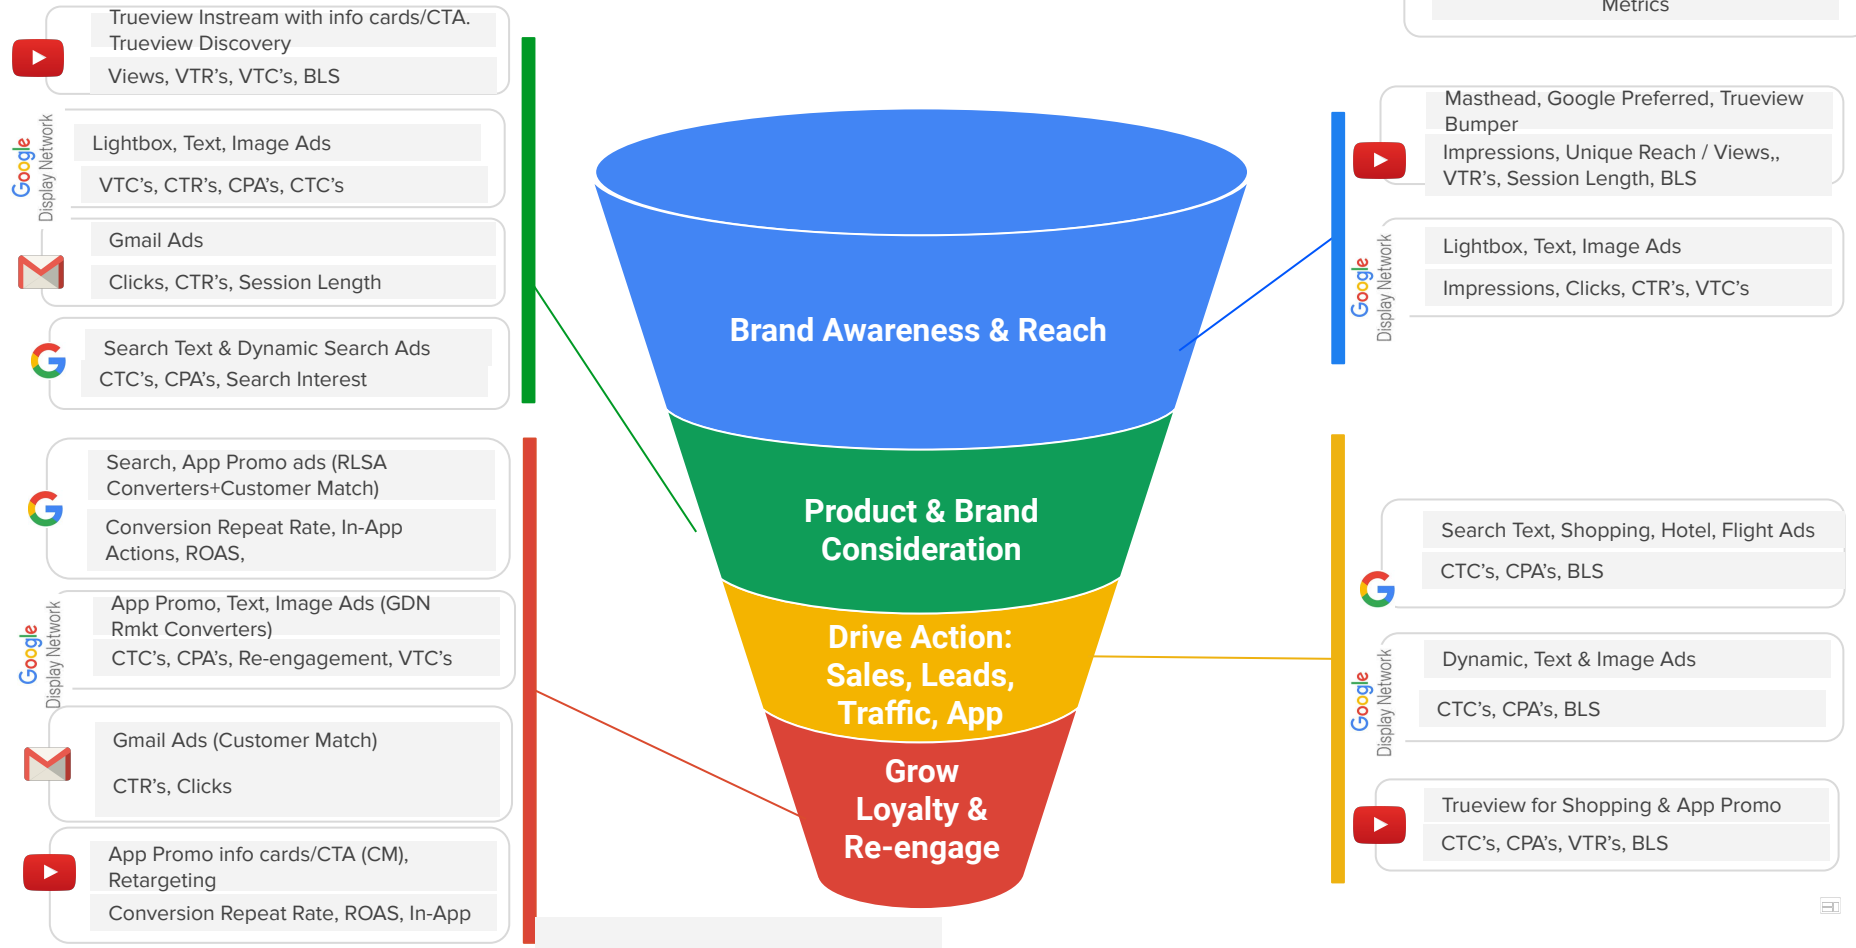 Trueview Instream with info cards/CTA.
Trueview Discovery
Views, VTR's, VTC's, BLS
Google
Display Network
Lightbox, Text, Image Ads
VTC's, CTR's, CPA's, CTC's
Gmail Ads
Clicks, CTR's, Session Length
Search Text & Dynamic Search Ads
CTC's, CPA's, Search Interest
Search, App Promo ads (RLSA
Converters+Customer Match)
Conversion Repeat Rate, In-App
Actions, ROAS,
Google
Display Network
App Promo, Text, Image Ads (GDN
Rmkt Converters)
CTC's, CPA's, Re-engagement, VTC's
Gmail Ads (Customer Match)
CTR's, Clicks
App Promo info cards/CTA (CM),
Retargeting
Conversion Repeat Rate, ROAS, In-App
Brand Awareness & Reach
Product & Brand
Consideration
Drive Action:
Sales, Leads,
Traffic, App
Grow
Loyalty &
Re-engage
Metrics
Masthead, Google Preferred, Trueview
Bumper
Impressions, Unique Reach / Views,,
VTR's, Session Length, BLS
Google
Display Network
Lightbox, Text, Image Ads
Impressions, Clicks, CTR's, VTC's
Search Text, Shopping, Hotel, Flight Ads
CTC's, CPA's, BLS
Google
Display Network
Dynamic, Text & Image Ads
CTC's, CPA's, BLS
Trueview for Shopping & App Promo
CTC's, CPA's, VTR's, BLS